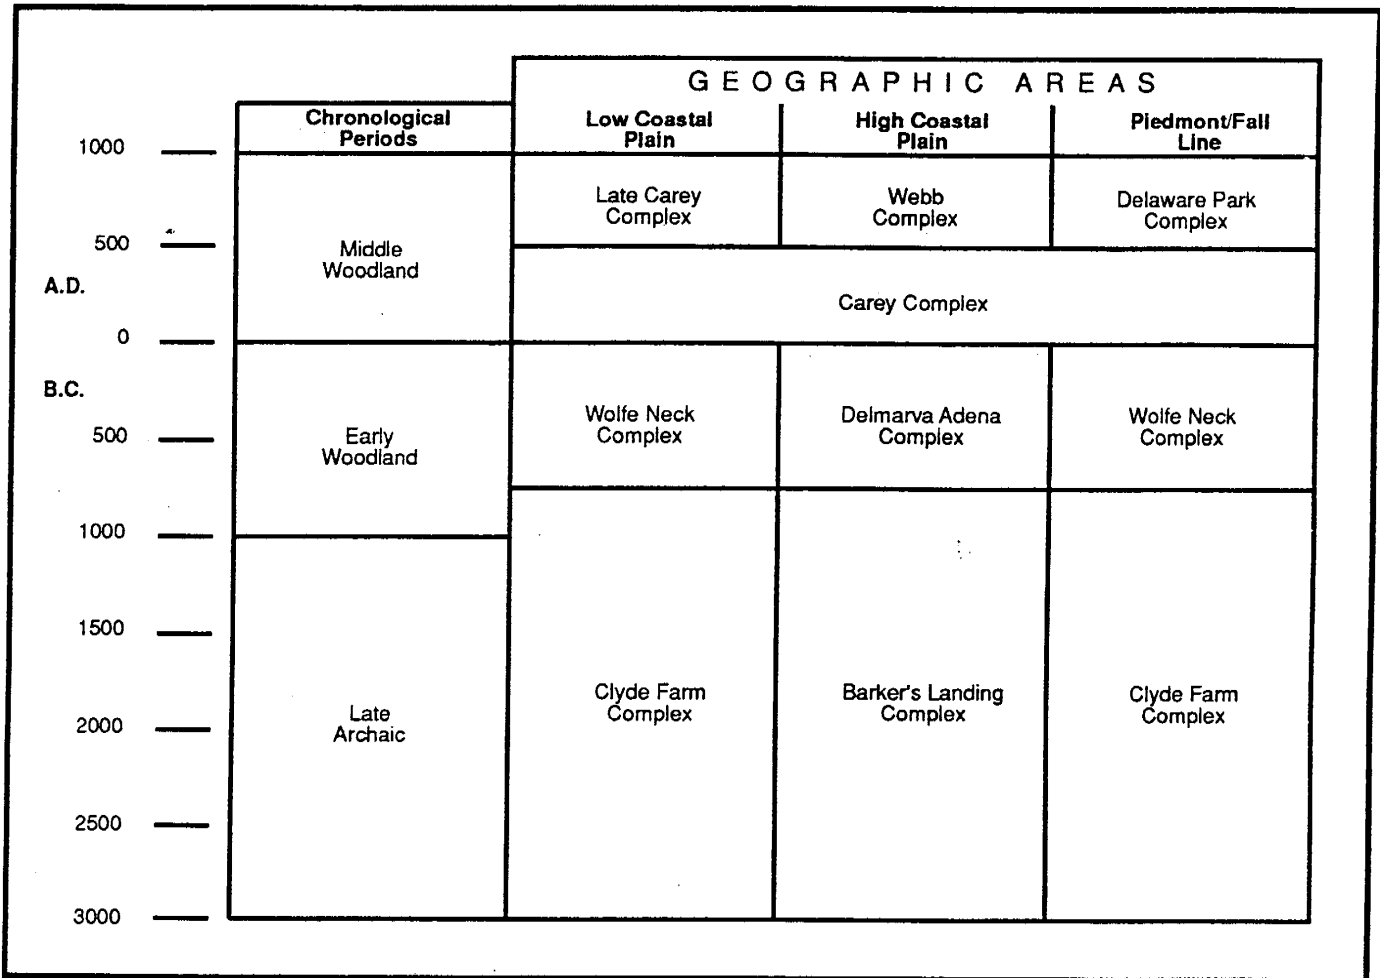 GEOGRAPHIC AREAS
Chronological
Periods
Low Coastal
Plain
High Coastal
Plain
Piedmont/Fall
Line
1000
Late Carey
Complex
Webb
Complex
Delaware Park
Complex
500
Middle
Woodland
A.D.
Carey Complex
0
B.C.
Wolfe Neck
Complex
Delmarva Adena
Complex
Wolfe Neck
Complex
500
Early
Woodland
1000
1500
Clyde Farm
Complex
Barker's Landing
Complex
Clyde Farm
Complex
2000
Late
Archaic
2500
3000